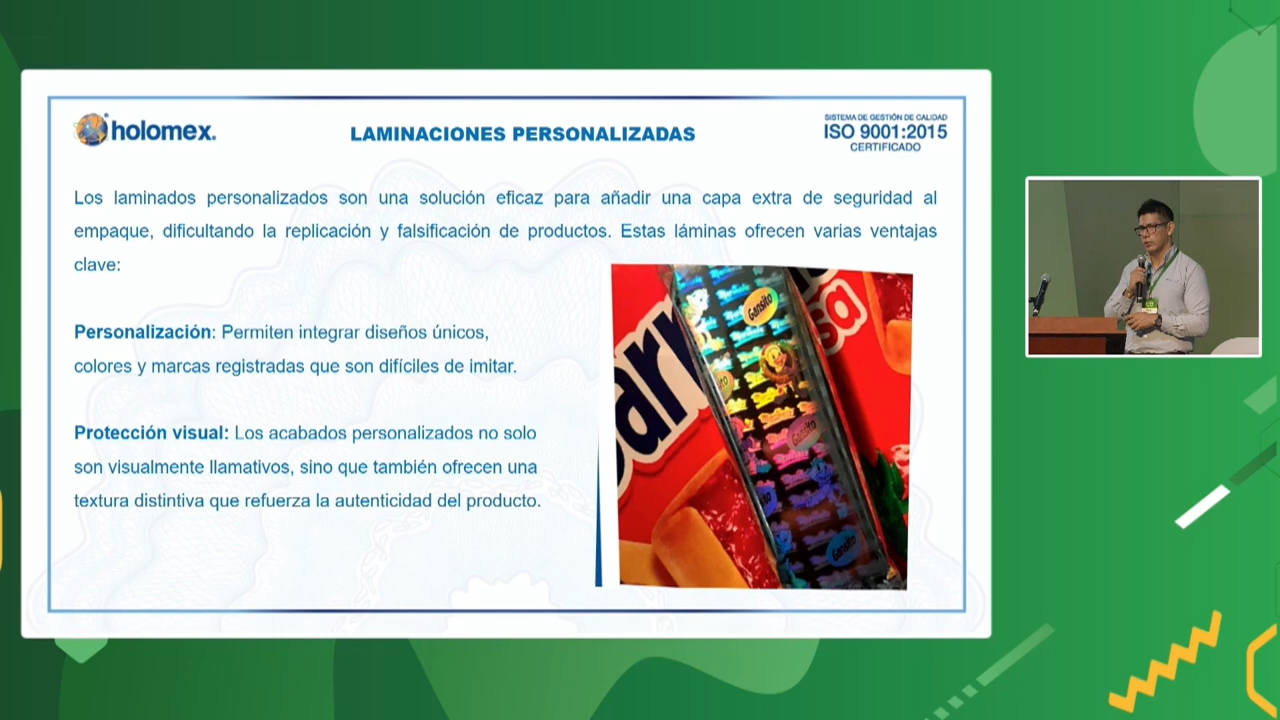 holomex.
LAMINACIONES PERSONALIZADAS
SISTEMA DE GESTIÓN DE CALIDAD
ISO 9001:2015
CERTIFICADO
Los laminados personalizados son una solución eficaz para añadir una capa extra de seguridad al
empaque, dificultando la replicación y falsificación de productos. Estas láminas ofrecen varias ventajas
clave:
Personalización: Permiten integrar diseños únicos,
colores y marcas registradas que son difíciles de imitar.
Protección visual: Los acabados personalizados no solo
son visualmente llamativos, sino que también ofrecen una
textura distintiva que refuerza la autenticidad del producto.
Gansito
Gansito
Gansito